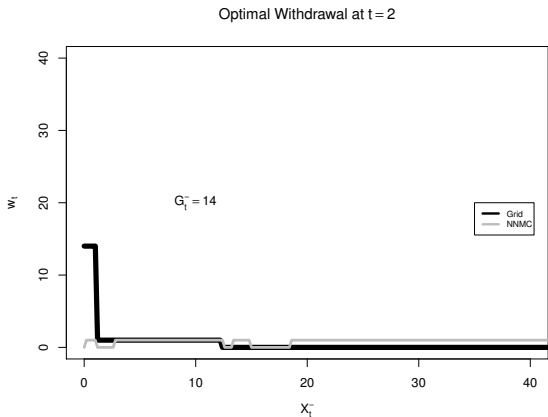 Optimal Withdrawal at t = 2
40
30
20
10
0
w_t
G_t^- = 14
Grid
NNMC
0 10 20 30 40
X_t^-